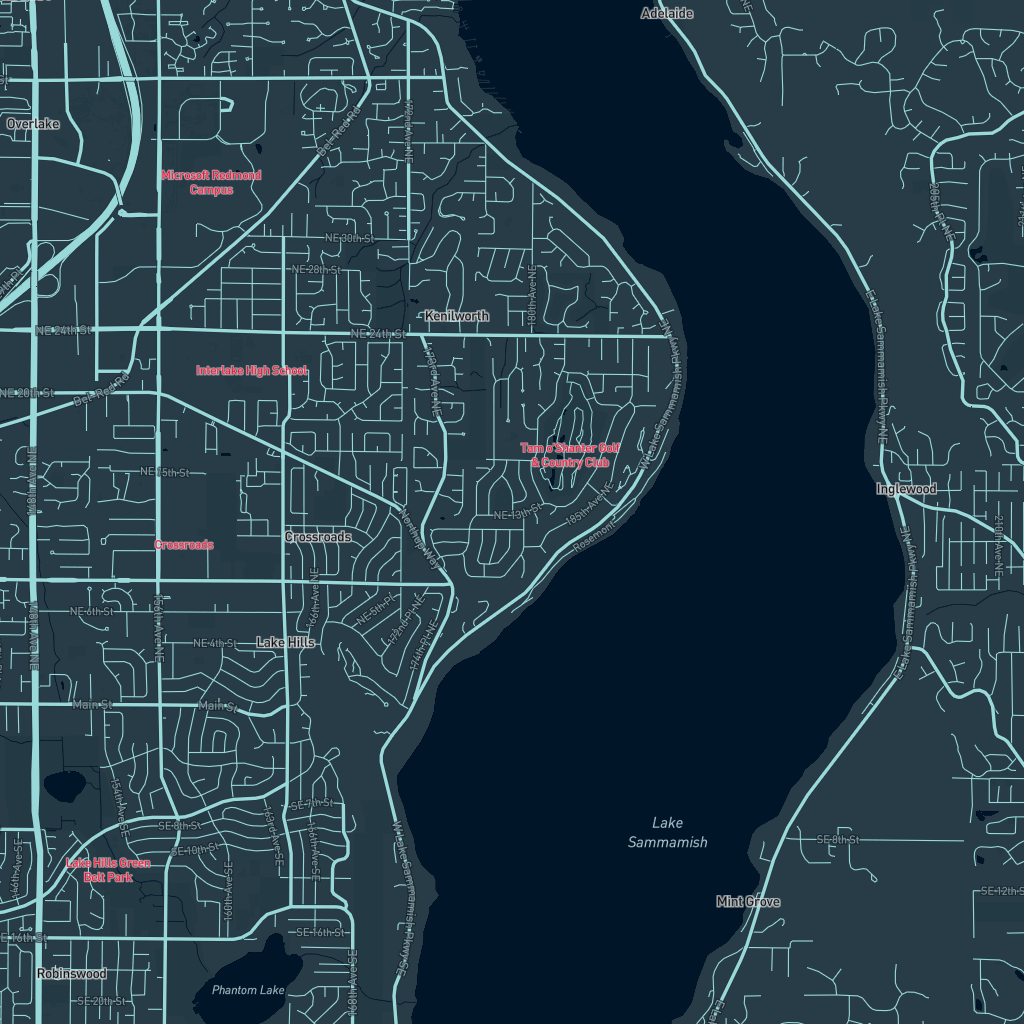 Adelaide
Overlake
172nd Ave NE
Bel-Red Rd
Microsoft Redmond
Campus
205th Pl NE
NE 30th St
NE 28th St
180th Ave NE
Kenilworth
NE 24th St
NE 24th St
E Lake Sammamish Pkwy NE
W Lake Sammamish Pkwy NE
173rd Ave NE
Interlake High School
NE 20th St
Bel-Red Rd
Tam o'Shanter Golf
& Country Club
148th Ave NE
NE 15th St
Inglewood
NE 13th St
185th Ave NE
Northup Way
Rosemont
210th Ave NE
Crossroads
Crossroads
E Lake Sammamish Pkwy NE
166th Ave NE
NE 5th Pl
172nd Pl NE
NE 6th St
148th Ave NE
156th Ave NE
176th Pl NE
NE 4th St
Lake Hills
Main St
Main St
154th Ave SE
SE 7th St
163rd Ave SE
166th Ave SE
SE 8th St
Lake
Sammamish
SE 8th St
SE 10th St
146th Ave SE
Lake Hills Green
Belt Park
160th Ave SE
W Lake Sammamish Pkwy SE
SE 12th S
Mint Grove
SE 16th St
E 16th St
Robinswood
168th Ave SE
Phantom Lake
SE 20th St